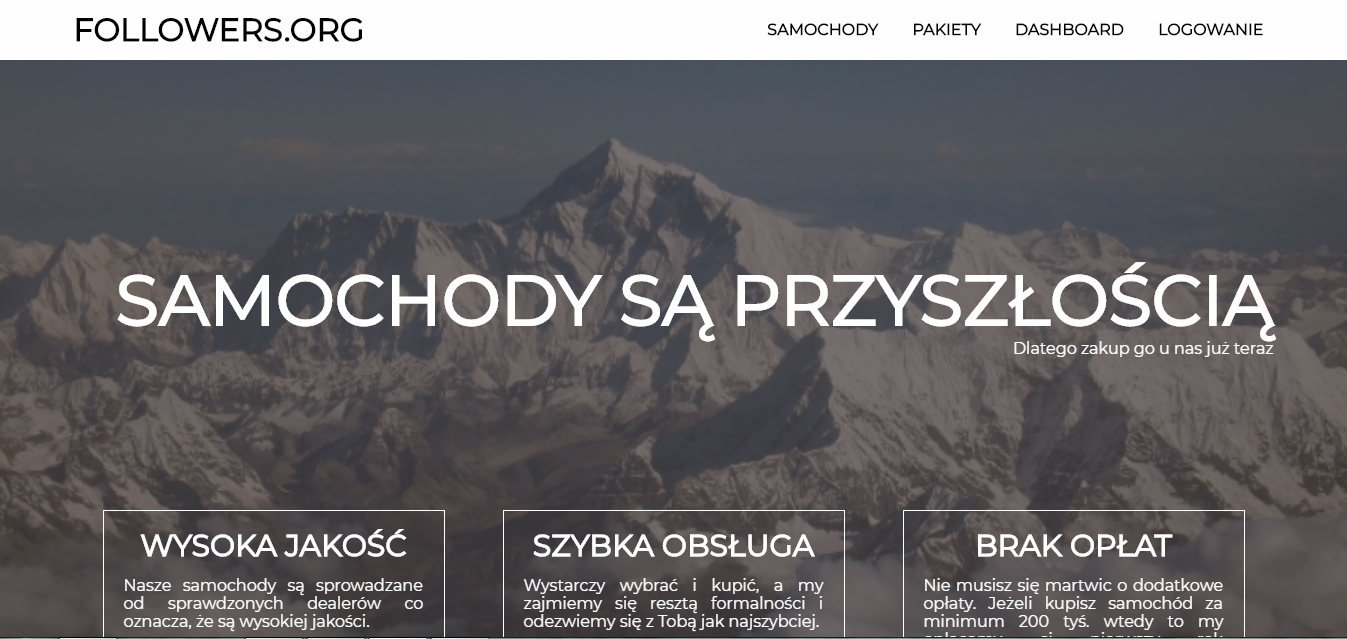 FOLLOWERS.ORG
SAMOCHODY PAKIETY DASHBOARD LOGOWANIE
SAMOCHODY SĄ PRZYSZŁOŚCIĄ
Dlatego zakup go u nas już teraz
WYSOKA JAKOŚĆ
Nasze samochody są sprowadzane
od sprawdzonych dealerów co
oznacza, że są wysokiej jakości.
SZYBKA OBSŁUGA
Wystarczy wybrać i kupić, a my
zajmiemy się resztą formalności i
odezwiemy się z Tobą jak najszybciej.
BRAK OPŁAT
Nie musisz się martwic o dodatkowe
opłaty. Jeżeli kupisz samochód za
minimum 200 tyś. wtedy to my